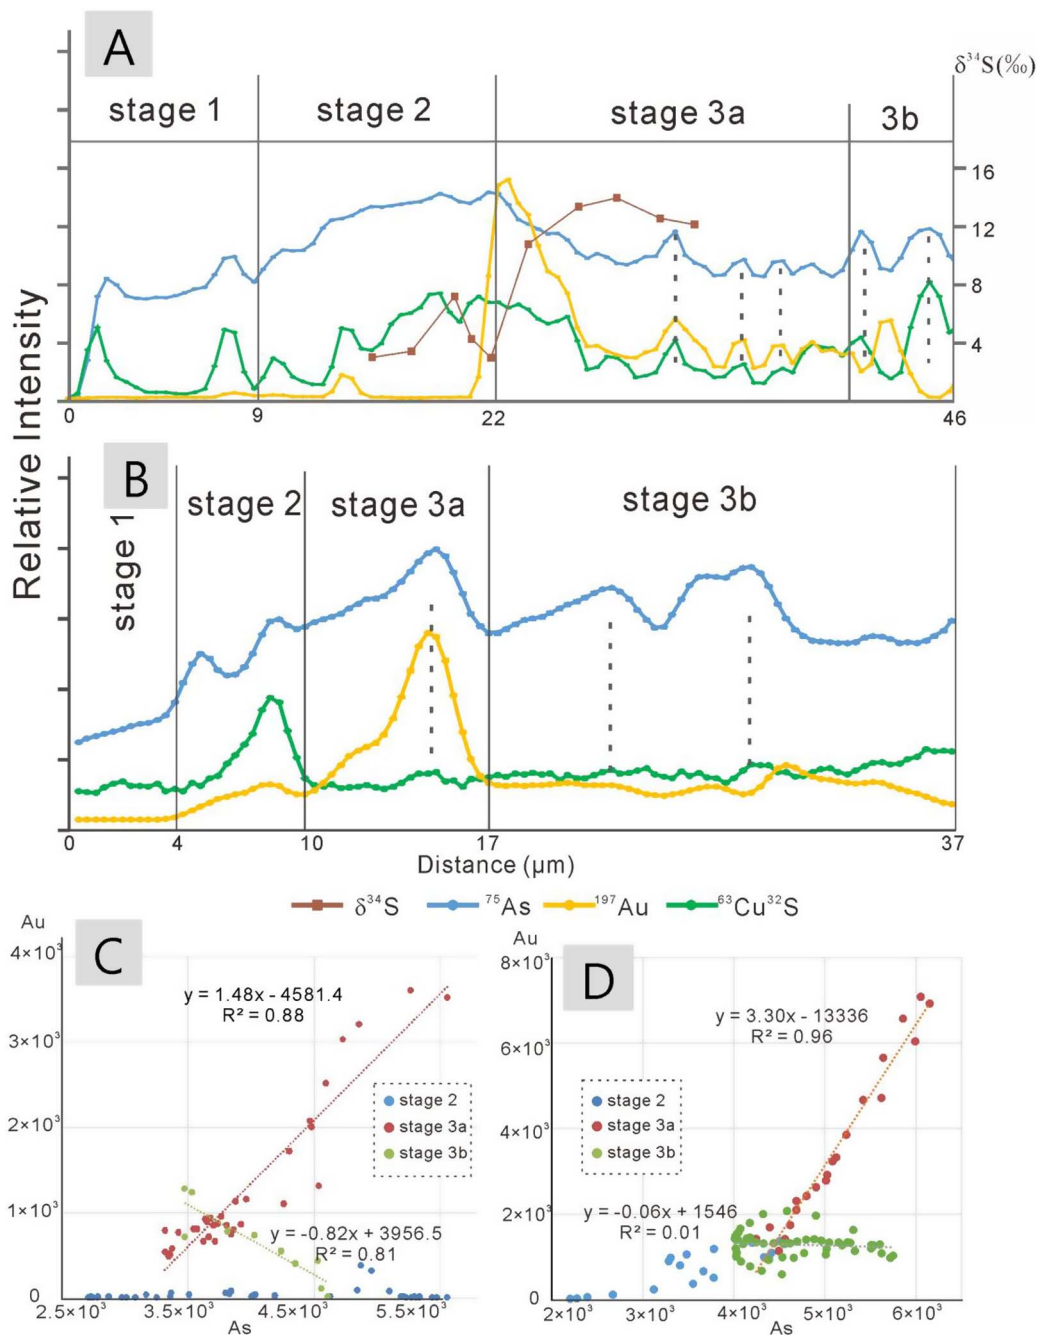 A
δ³⁴S(‰)
stage 1
stage 2
stage 3a
3b
16
12
8
4
0
9
22
46
Relative Intensity
B
stage 1
stage 2
stage 3a
stage 3b
0
4
10
17
37
Distance (μm)
δ³⁴S
⁷⁵As
¹⁹⁷Au
⁶³Cu³²S
Au
C
4×10³
y = 1.48x - 4581.4
R² = 0.88
3×10³
stage 2
stage 3a
stage 3b
2×10³
1×10³
y = -0.82x + 3956.5
R² = 0.81
0
2.5×10³
3.5×10³
4.5×10³
5.5×10³
As
Au
D
8×10³
y = 3.30x - 13336
R² = 0.96
6×10³
stage 2
stage 3a
stage 3b
4×10³
y = -0.06x + 1546
R² = 0.01
2×10³
0
2×10³
3×10³
4×10³
5×10³
6×10³
As